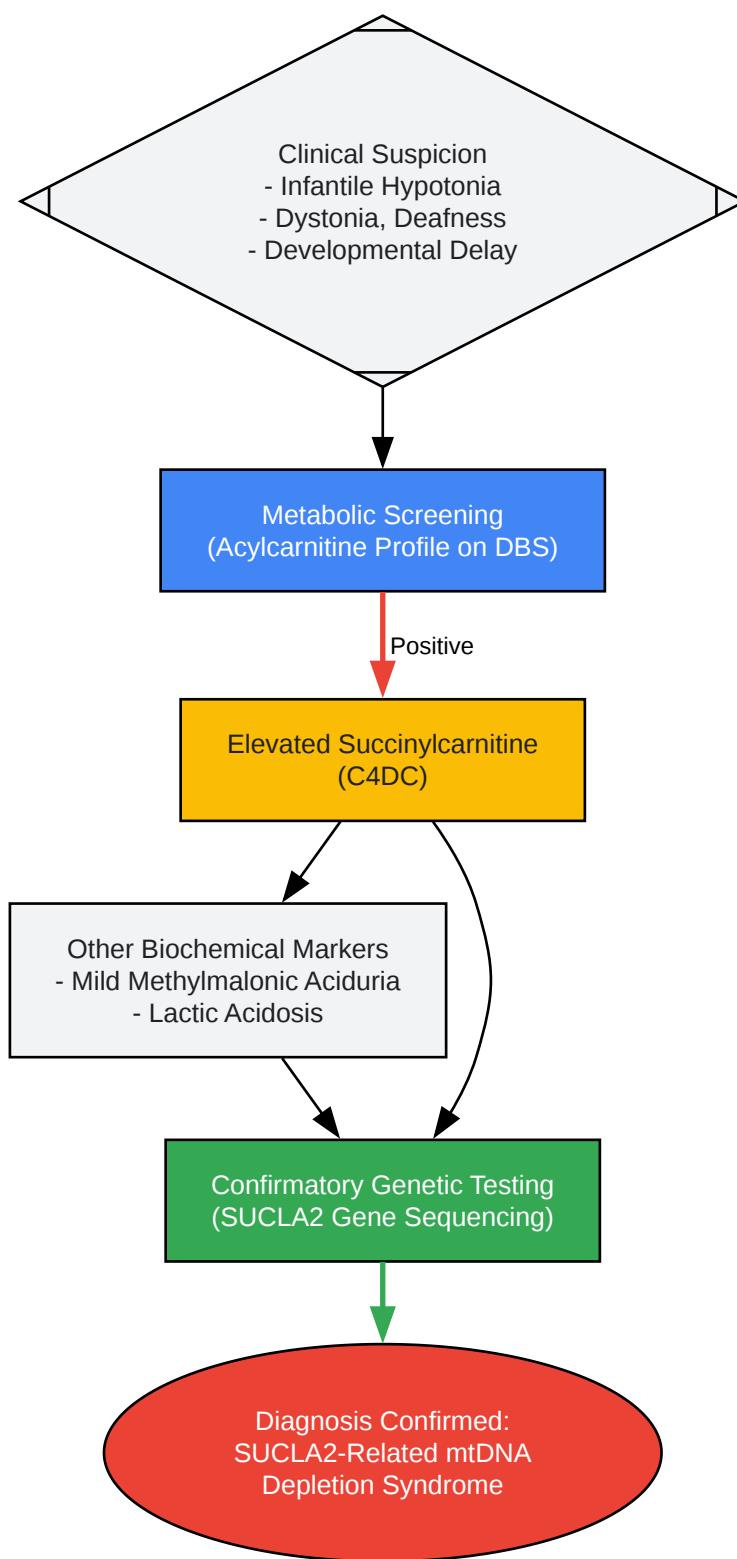 Clinical Suspicion
- Infantile Hypotonia
- Dystonia, Deafness
- Developmental Delay
Metabolic Screening
(Acylcarnitine Profile on DBS)
Positive
Elevated Succinylcarnitine
(C4DC)
Other Biochemical Markers
- Mild Methylmalonic Aciduria
- Lactic Acidosis
Confirmatory Genetic Testing
(SUCLA2 Gene Sequencing)
Diagnosis Confirmed:
SUCLA2-Related mtDNA
Depletion Syndrome